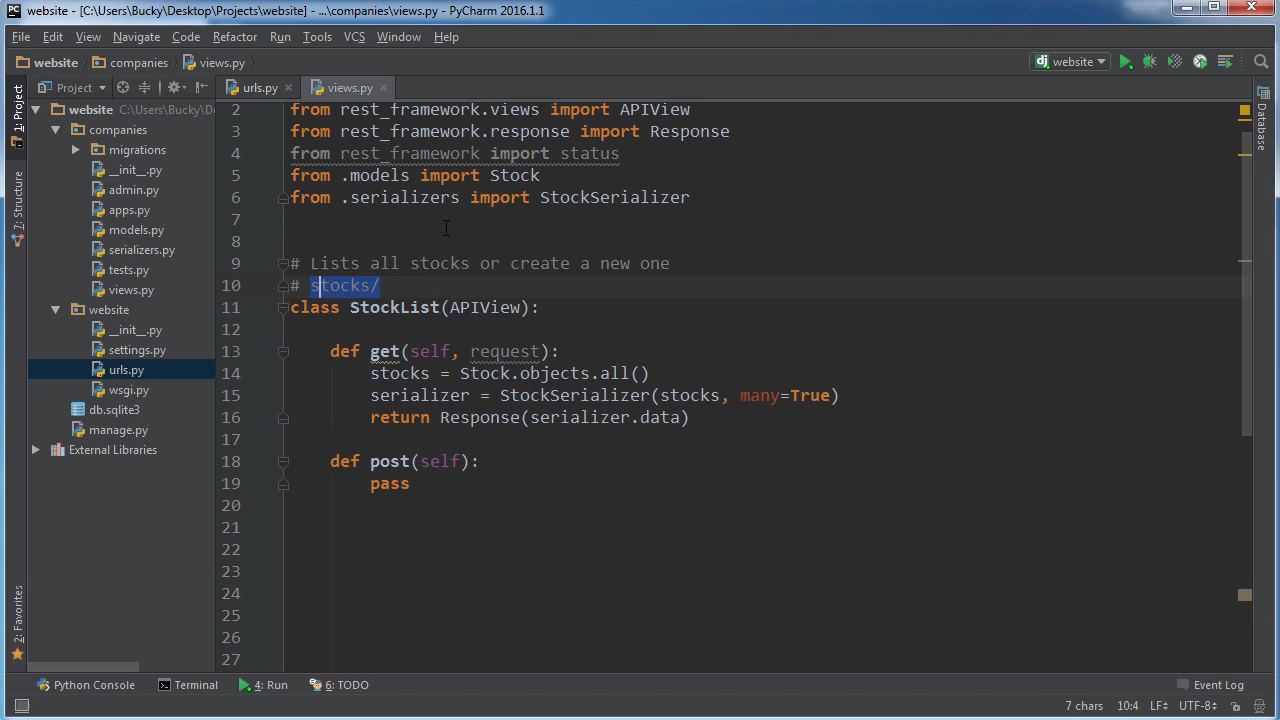 PC website - [C:\Users\Bucky\Desktop\Projects\website] - ...\companies\views.py - PyCharm 2016.1.1
File Edit View Navigate Code Refactor Run Tools VCS Window Help
website companies views.py dj website
1: Project
7: Structure
2: Favorites
Database
Project
website C:\Users\Bucky\De
companies
migrations
__init__.py
admin.py
apps.py
models.py
serializers.py
tests.py
views.py
website
__init__.py
settings.py
urls.py
wsgi.py
db.sqlite3
manage.py
External Libraries
urls.py views.py
2 from rest_framework.views import APIView
3 from rest_framework.response import Response
4 from rest_framework import status
5 from .models import Stock
6 from .serializers import StockSerializer
7
8
9 # Lists all stocks or create a new one
10 # stocks/
11 class StockList(APIView):
12
13 def get(self, request):
14 stocks = Stock.objects.all()
15 serializer = StockSerializer(stocks, many=True)
16 return Response(serializer.data)
17
18 def post(self):
19 pass
20
21
22
23
24
25
26
27
Python Console Terminal 4: Run 6: TODO Event Log
7 chars 10:4 LF UTF-8